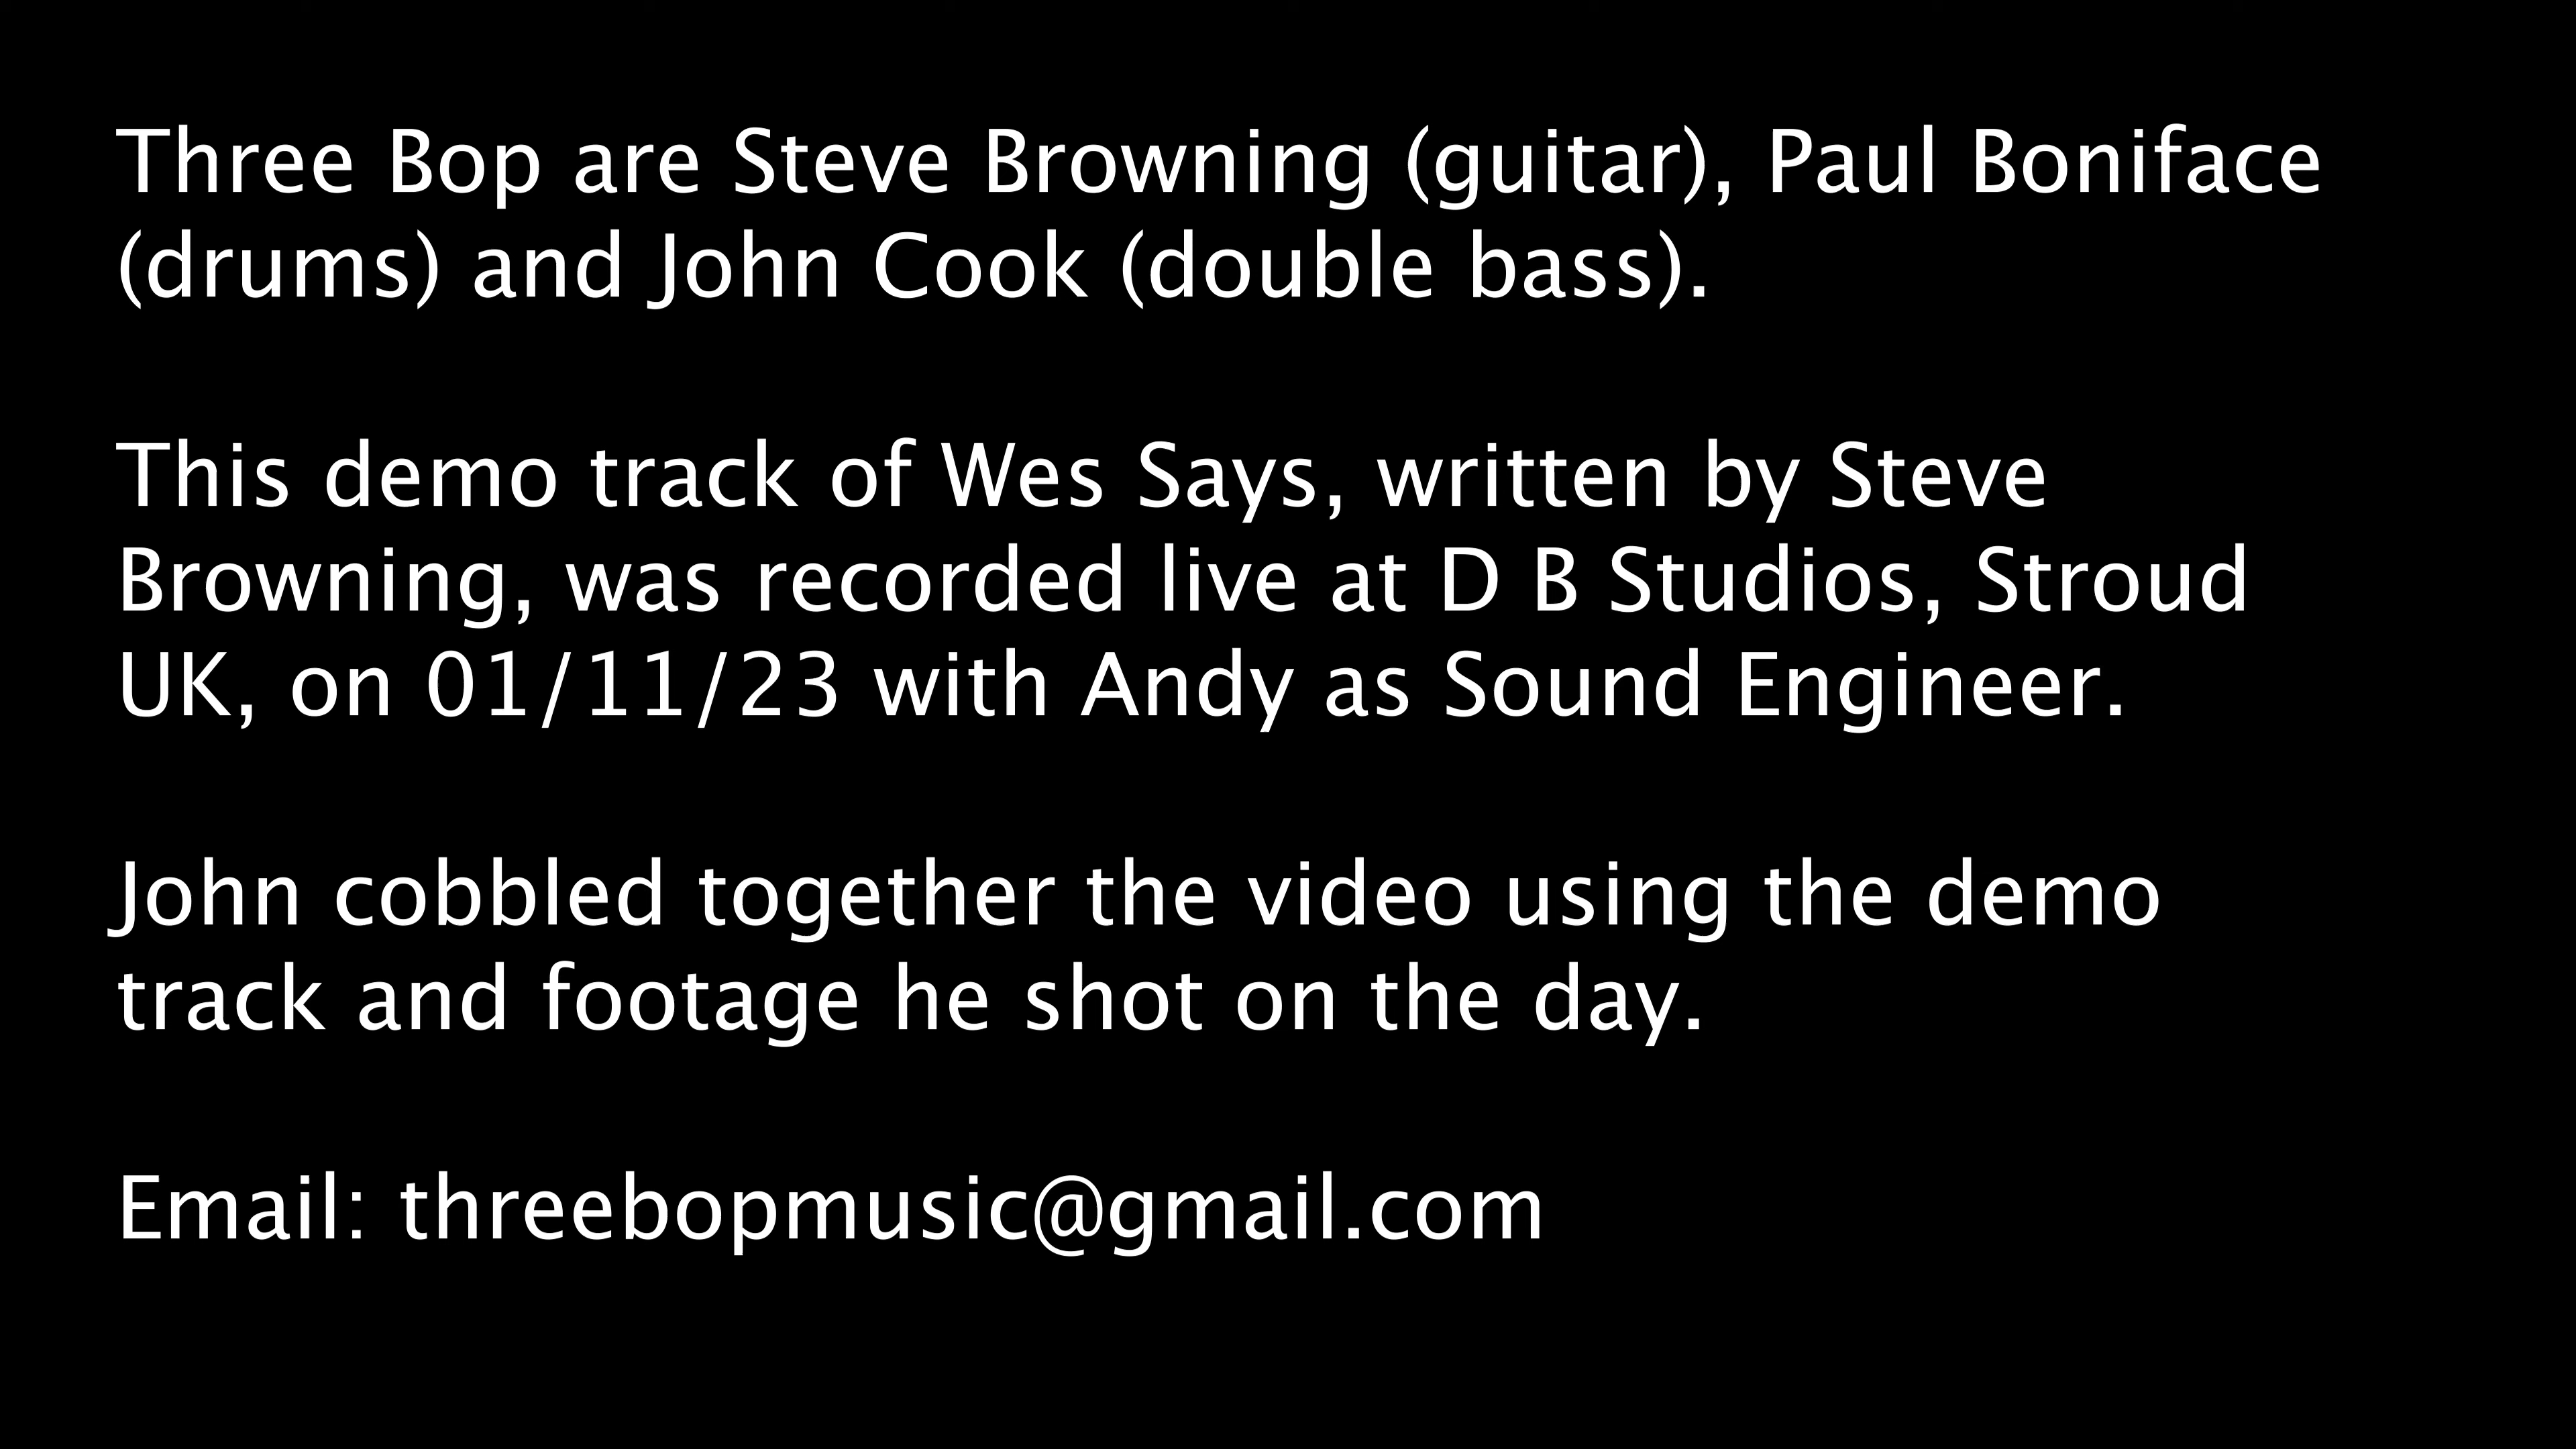 Three Bop are Steve Browning (guitar), Paul Boniface
(drums) and John Cook (double bass).
This demo track of Wes Says, written by Steve
Browning, was recorded live at D B Studios, Stroud
UK, on 01/11/23 with Andy as Sound Engineer.
John cobbled together the video using the demo
track and footage he shot on the day.
Email: threebopmusic@gmail.com